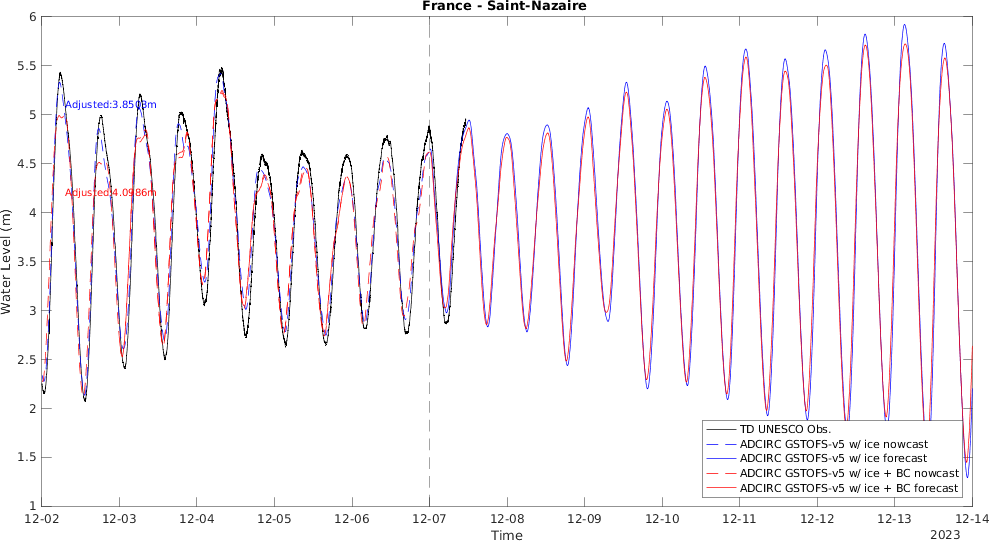 France - Saint-Nazaire
6
5.5
5
4.5
4
3.5
3
2.5
2
1.5
1
Water Level (m)
Adjusted:3.8503m
Adjusted:4.0986m
TD UNESCO Obs.
ADCIRC GSTOFS-v5 w/ ice nowcast
ADCIRC GSTOFS-v5 w/ ice forecast
ADCIRC GSTOFS-v5 w/ ice + BC nowcast
ADCIRC GSTOFS-v5 w/ ice + BC forecast
12-02 12-03 12-04 12-05 12-06 12-07 12-08 12-09 12-10 12-11 12-12 12-13 12-14
Time
2023